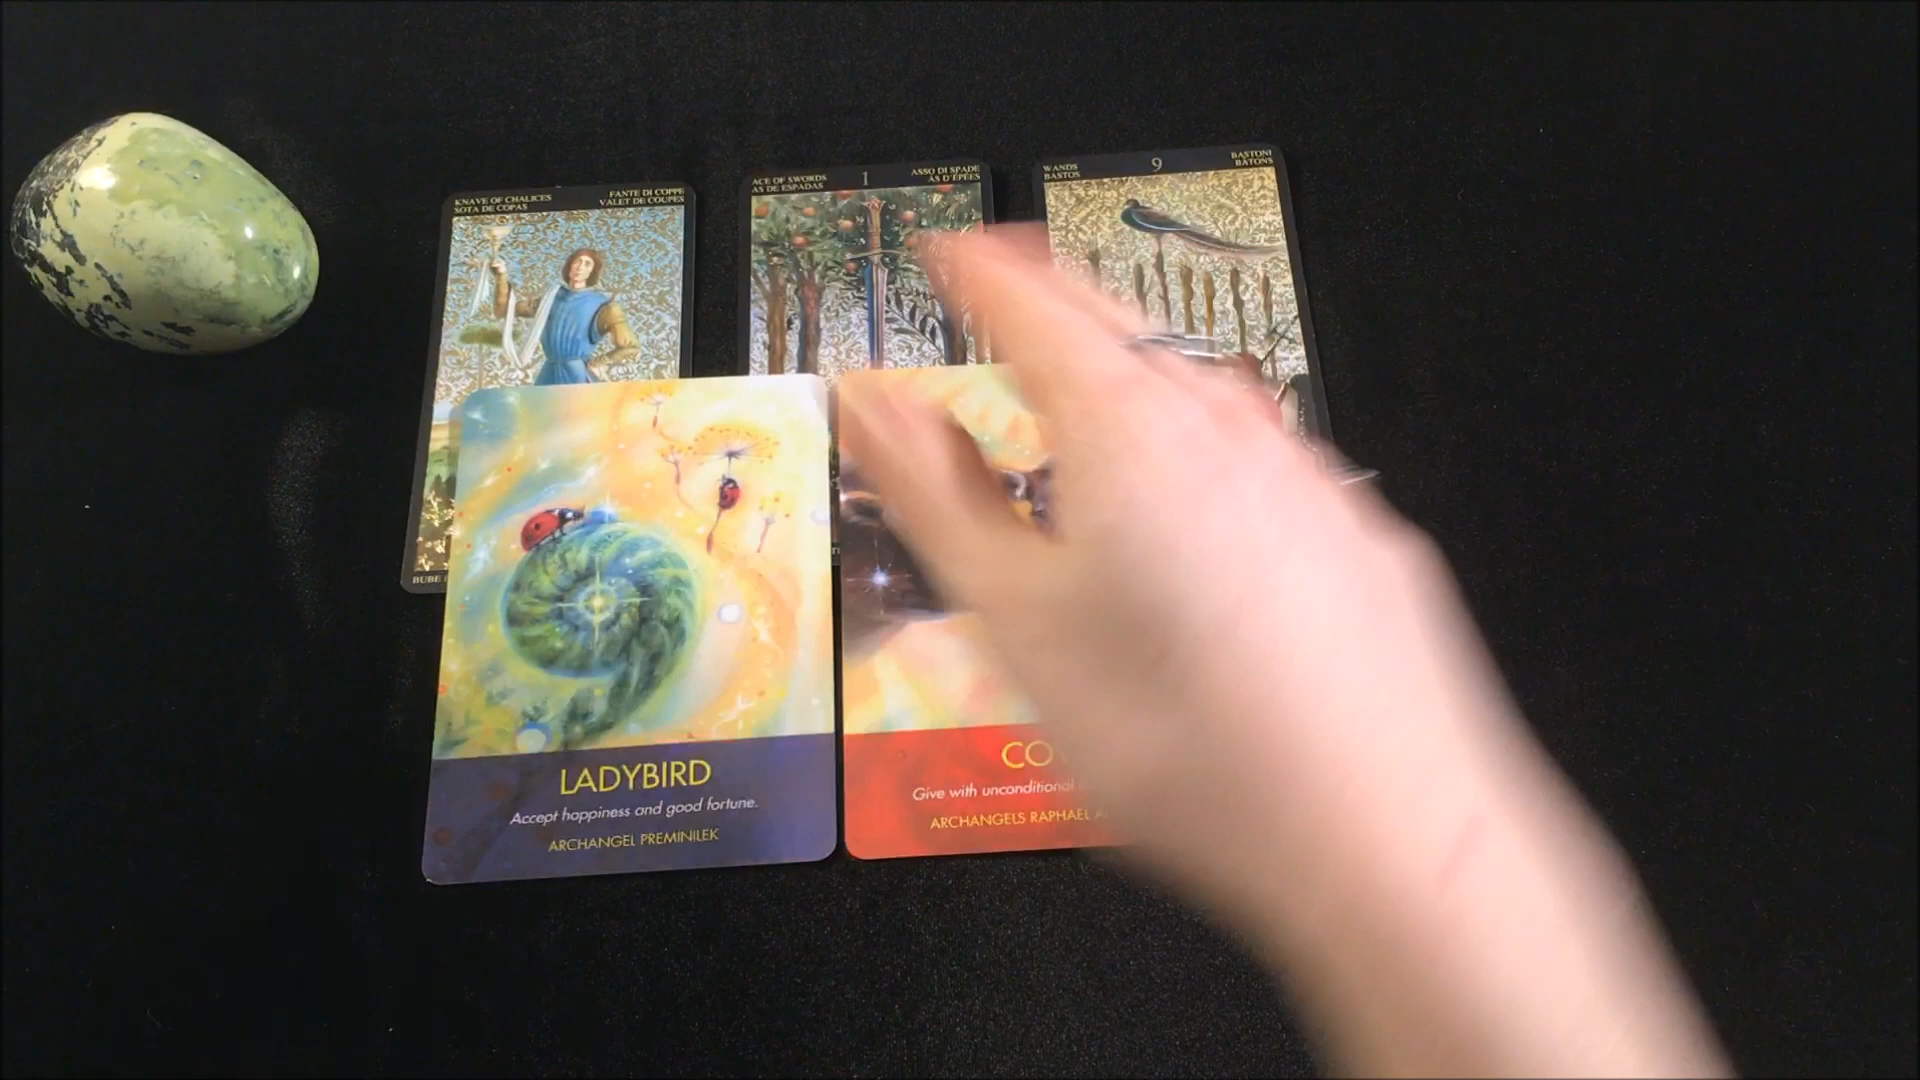 KNAVE OF CHALICES
SOTA DE COPAS
FANTE DI COPPE
VALET DE COUPES
ACE OF SWORDS
AS DE ESPADAS
1
ASSO DI SPADE
AS D'ÉPÉES
WANDS
BASTOS
9
BASTONI
BATONS
BUBE
LADYBIRD
Accept happiness and good fortune.
ARCHANGEL PREMINILEK
Give with unconditional
ARCHANGELS RAPHAEL